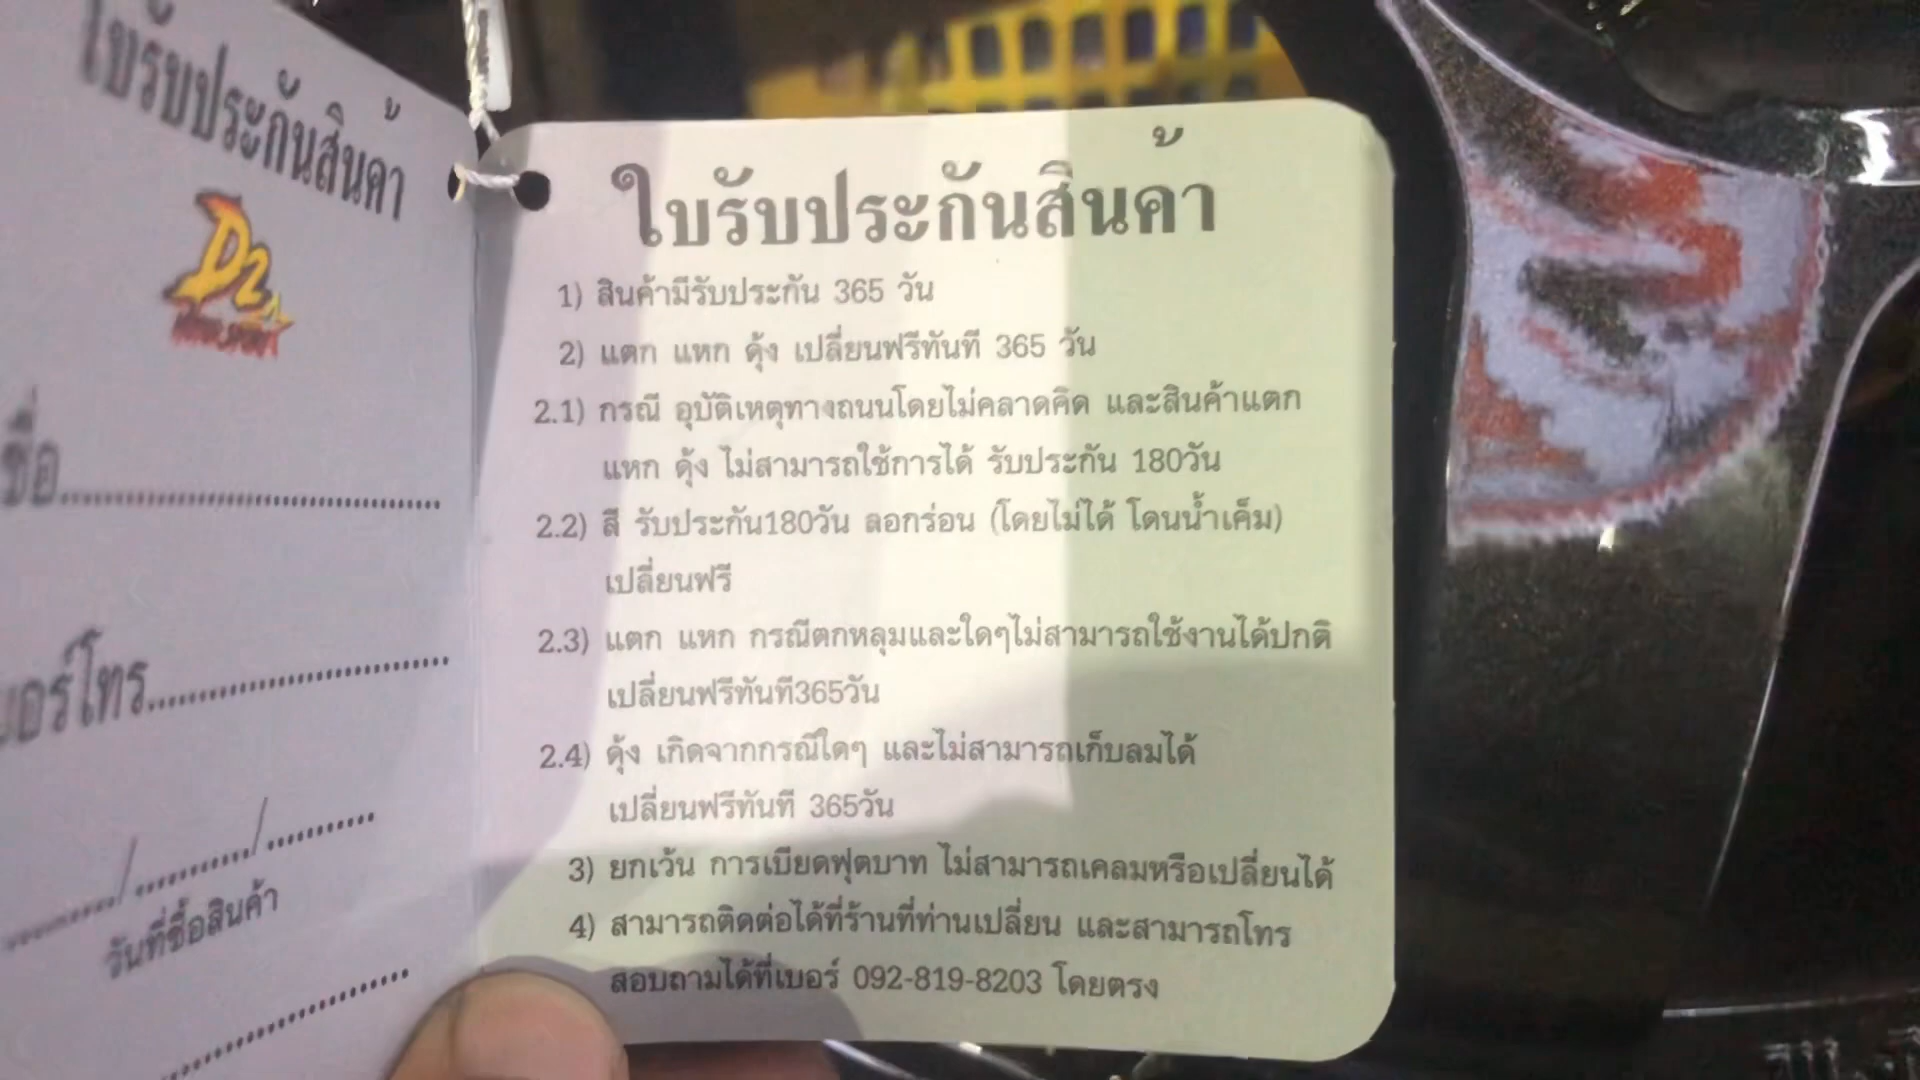 ใบรับประกันสินค้า
D2
ชื่อ
เบอร์โทร
วันที่ซื้อสินค้า
ใบรับประกันสินค้า
1) สินค้ามีรับประกัน 365 วัน
2) แตก แหก ดุ้ง เปลี่ยนฟรีทันที 365 วัน
2.1) กรณี อุบัติเหตุทางถนนโดยไม่คลาดคิด และสินค้าแตก
แหก ดุ้ง ไม่สามารถใช้การได้ รับประกัน 180วัน
2.2) สี รับประกัน180วัน ลอกร่อน (โดยไม่ได้ โดนน้ำเค็ม)
เปลี่ยนฟรี
2.3) แตก แหก กรณีตกหลุมและใดๆไม่สามารถใช้งานได้ปกติ
เปลี่ยนฟรีทันที365วัน
2.4) ดุ้ง เกิดจากกรณีใดๆ และไม่สามารถเก็บลมได้
เปลี่ยนฟรีทันที 365วัน
3) ยกเว้น การเบียดฟุตบาท ไม่สามารถเคลมหรือเปลี่ยนได้
4) สามารถติดต่อได้ที่ร้านที่ท่านเปลี่ยน และสามารถโทร
สอบถามได้ที่เบอร์ 092-819-8203 โดยตรง